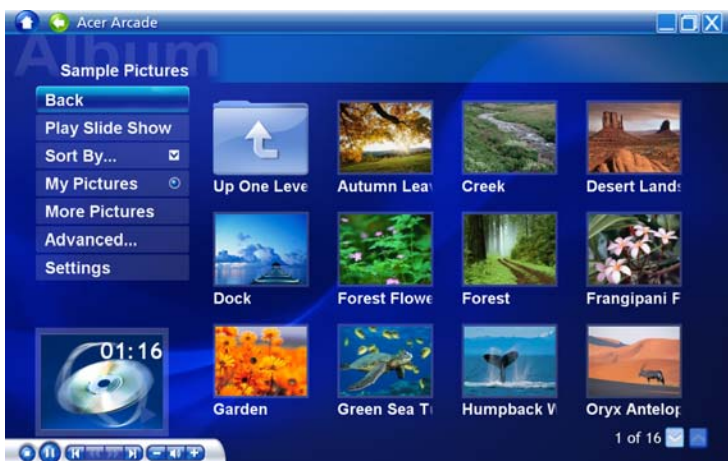 Acer Arcade
Album
Sample Pictures
Back
Play Slide Show
Sort By...
My Pictures
More Pictures
Advanced...
Settings
Up One Leve
Autumn Lea
Creek
Desert Lands
Dock
Forest Flowe
Forest
Frangipani F
Garden
Green Sea T
Humpback W
Oryx Antelop
01:16
1 of 16